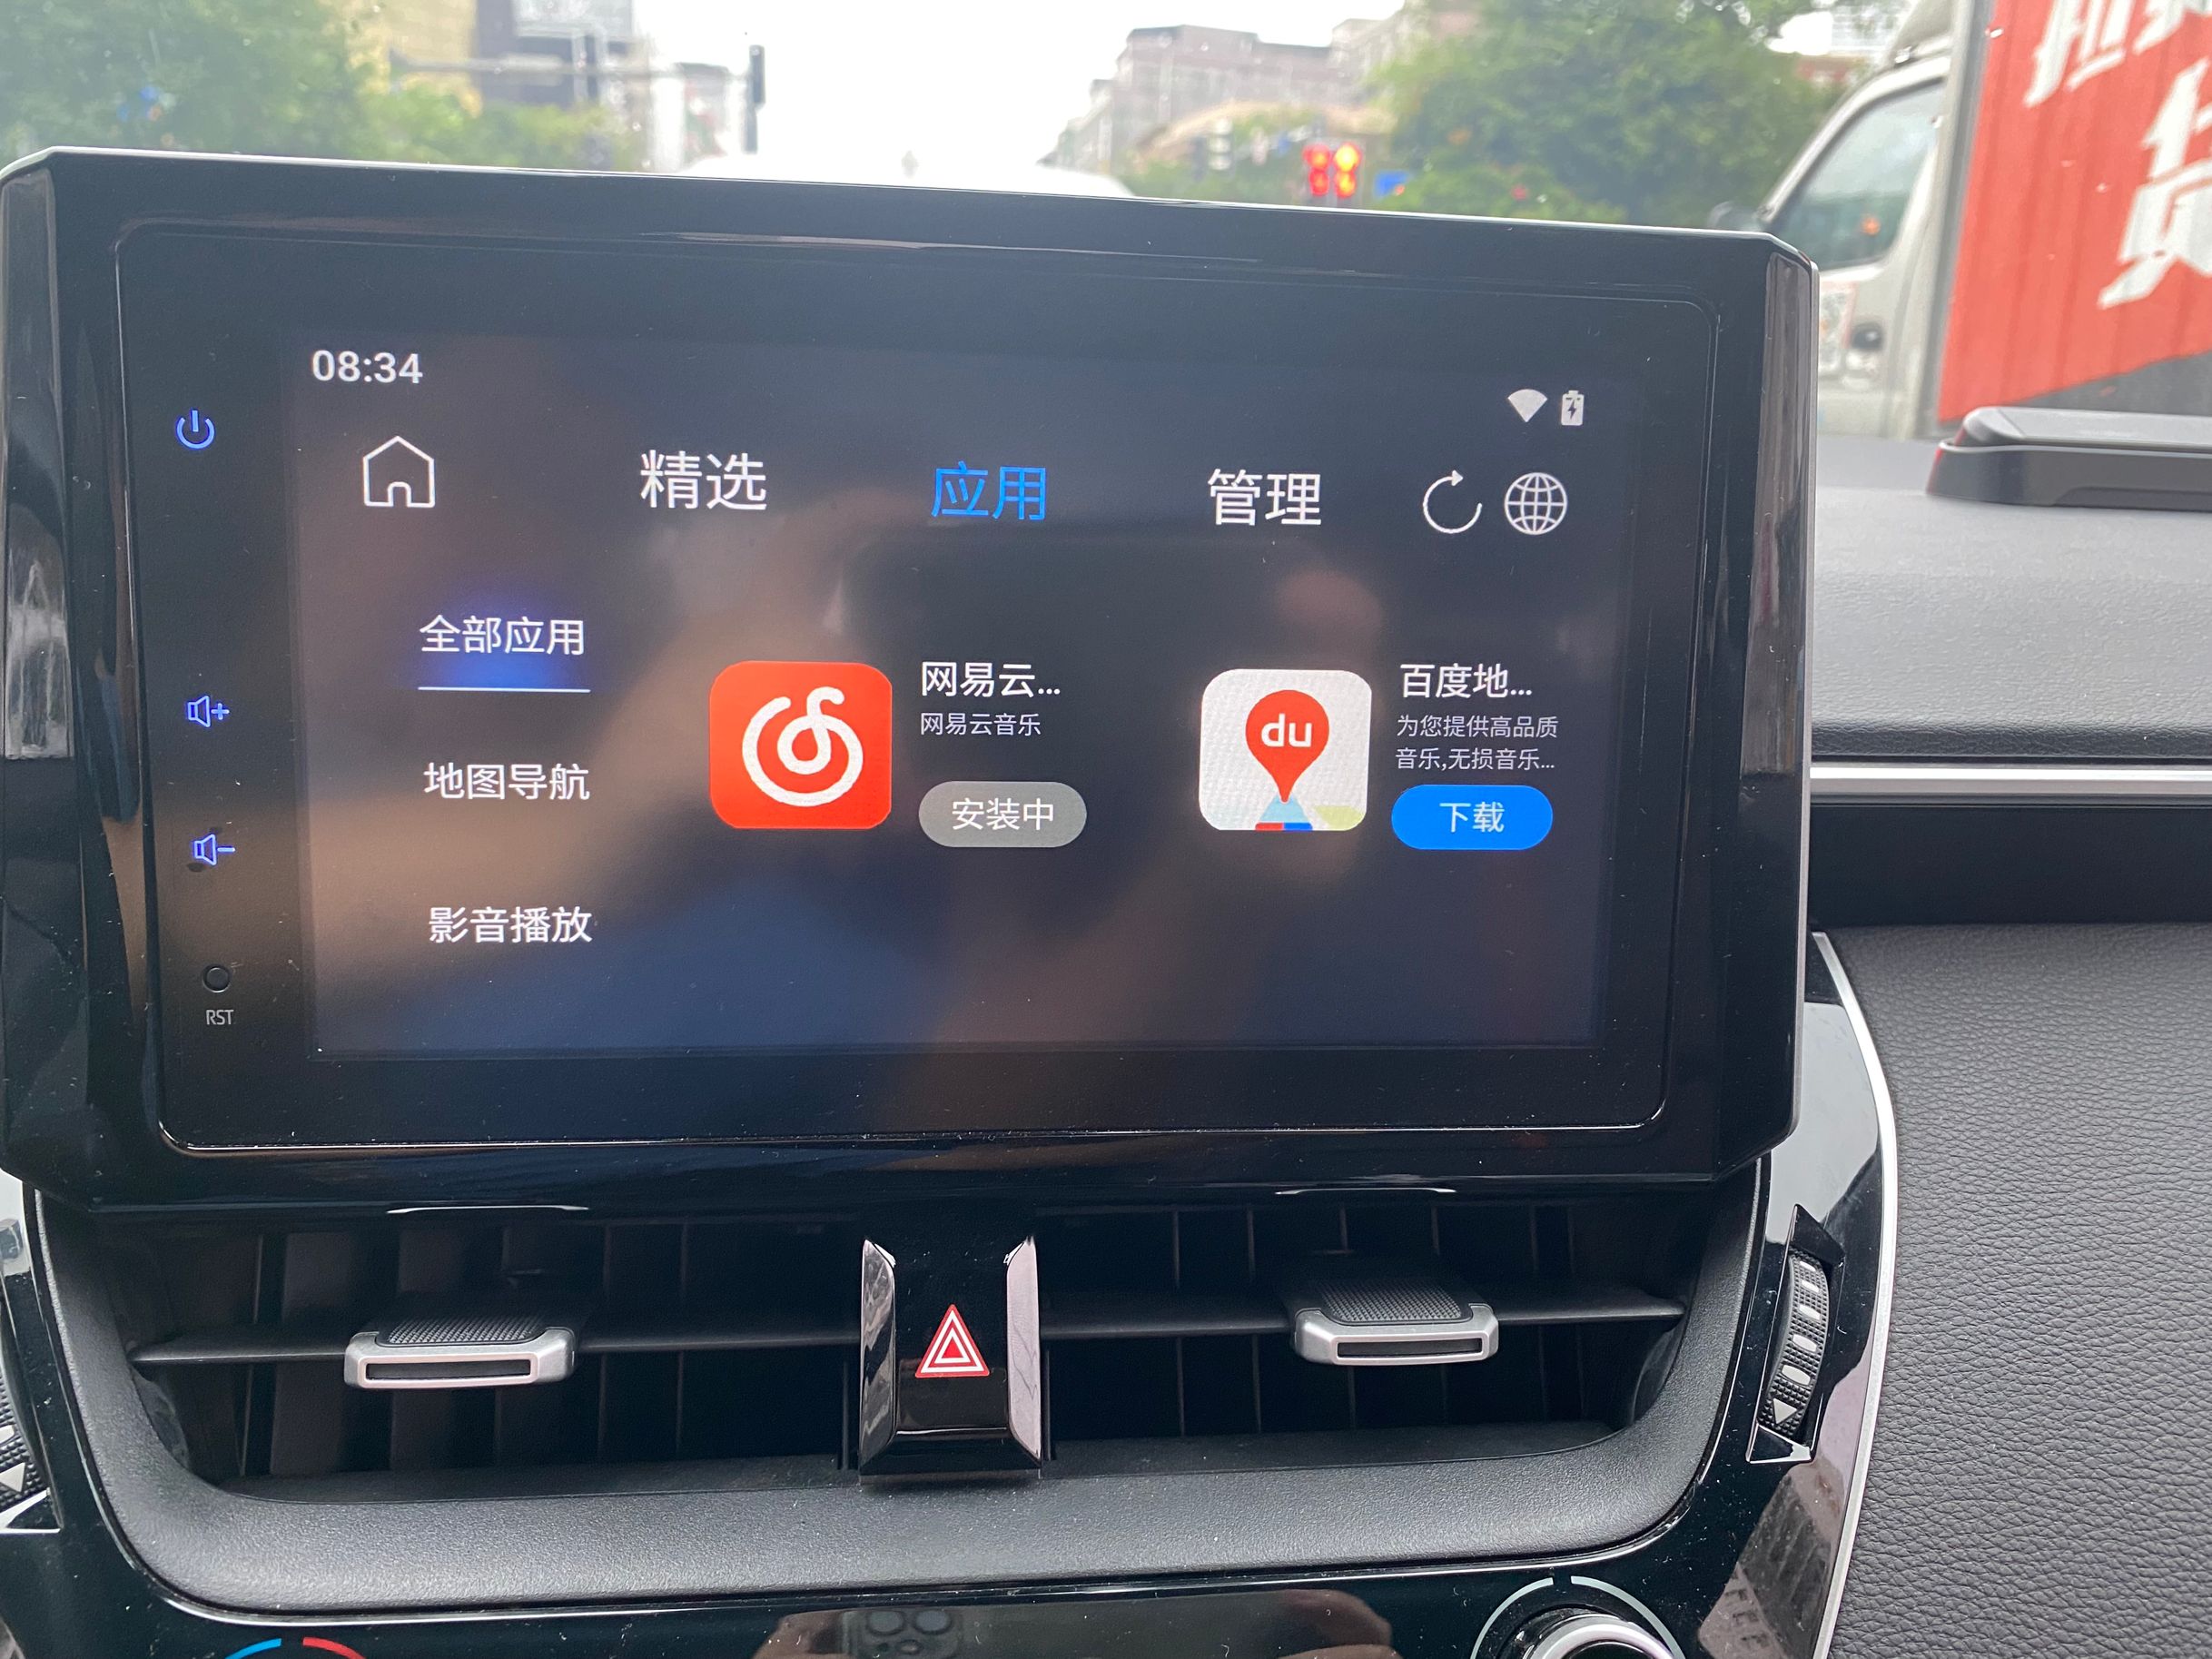 货
08:34
精选
应用
管理
全部应用
网易云...
网易云音乐
安装中
百度地...
为您提供高品质
音乐,无损音乐...
du
下载
地图导航
影音播放
RST